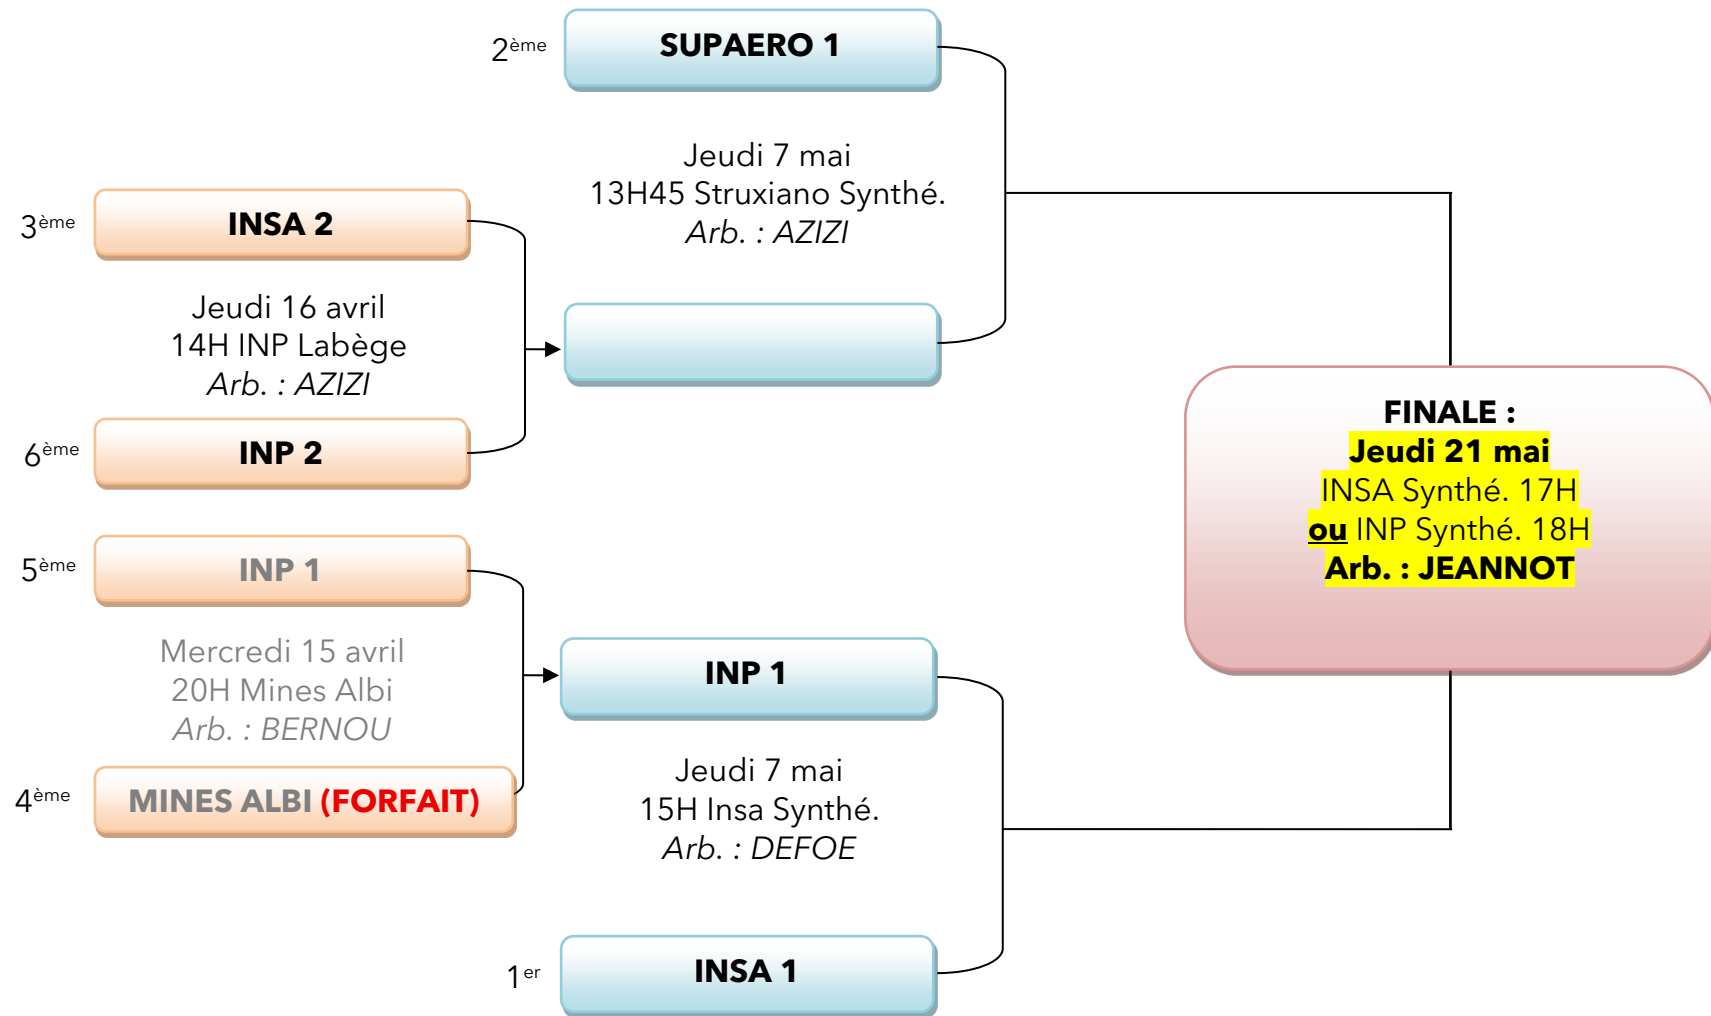 2ème
SUPAERO 1
Jeudi 7 mai
13H45 Struxiano Synthé.
Arb. : AZIZI
3ème
INSA 2
Jeudi 16 avril
14H INP Labège
Arb. : AZIZI
6ème
INP 2
5ème
INP 1
Mercredi 15 avril
20H Mines Albi
Arb. : BERNOU
4ème
MINES ALBI (FORFAIT)
INP 1
Jeudi 7 mai
15H Insa Synthé.
Arb. : DEFOE
1er
INSA 1
FINALE :
Jeudi 21 mai
INSA Synthé. 17H
ou INP Synthé. 18H
Arb. : JEANNOT